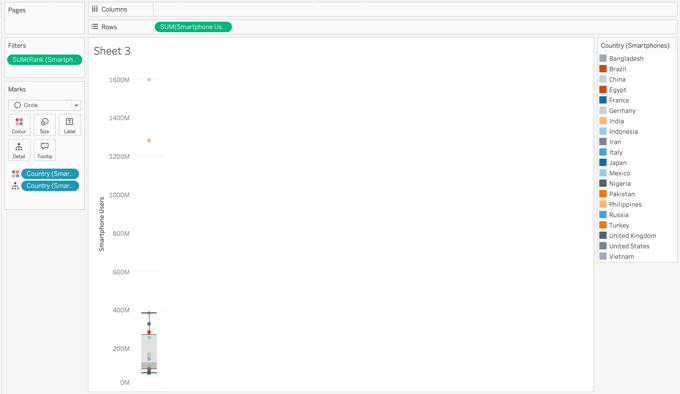 Pages
Columns
Rows
SUM(Smartphone Us..
Filters
SUM(Rank (Smartph..
Marks
Circle
Colour
Size
Label
Detail
Tooltip
Country (Smar..
Country (Smar..
Sheet 3
Smartphone Users
1600M
1400M
1200M
1000M
800M
600M
400M
200M
0M
Country (Smartphones)
Bangladesh
Brazil
China
Egypt
France
Germany
India
Indonesia
Iran
Italy
Japan
Mexico
Nigeria
Pakistan
Philippines
Russia
Turkey
United Kingdom
United States
Vietnam